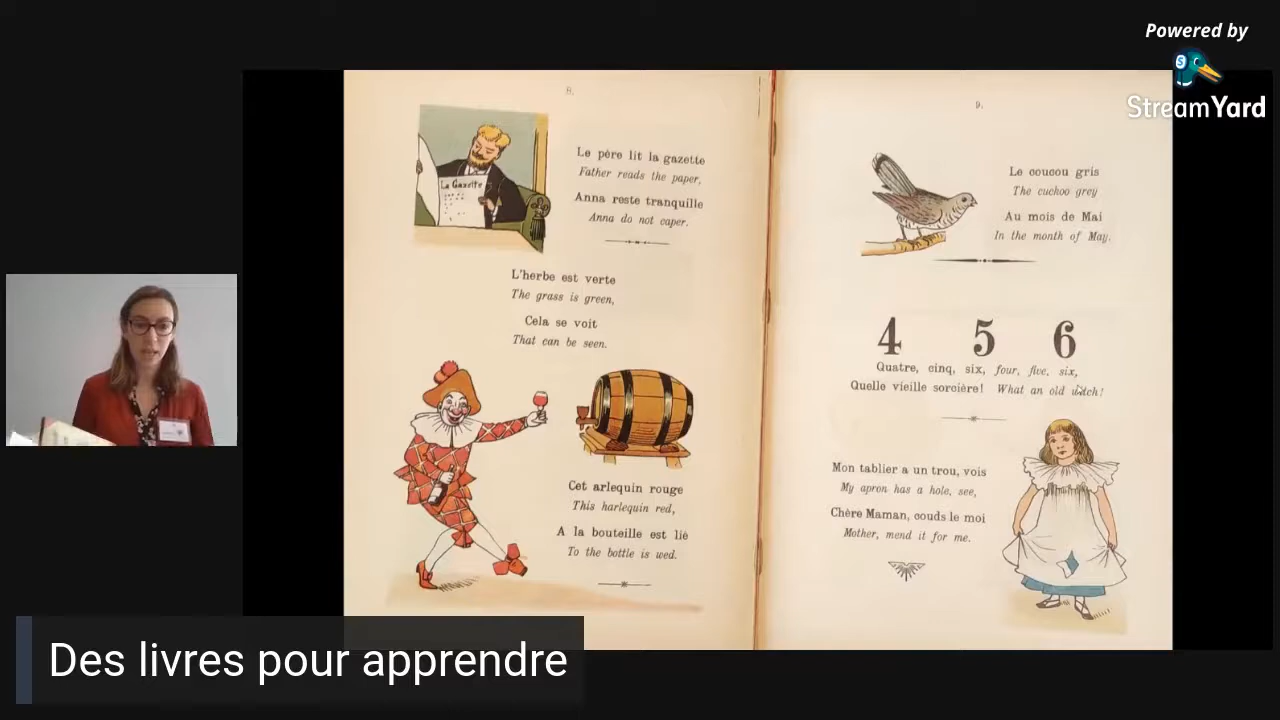 Powered by
StreamYard
8.
La Gazette
Le père lit la gazette
Father reads the paper,
Anna reste tranquille
Anna do not caper.
L'herbe est verte
The grass is green,
Cela se voit
That can be seen.
Cet arlequin rouge
This harlequin red,
A la bouteille est liè
To the bottle is wed.
9.
Le coucou gris
The cuckoo grey
Au mois de Mai
In the month of May.
4 5 6
Quatre, cinq, six, four, five, six,
Quelle vieille sorcière! What an old witch!
Mon tablier a un trou, vois
My apron has a hole, see,
Chère Maman, couds le moi
Mother, mend it for me.
Des livres pour apprendre